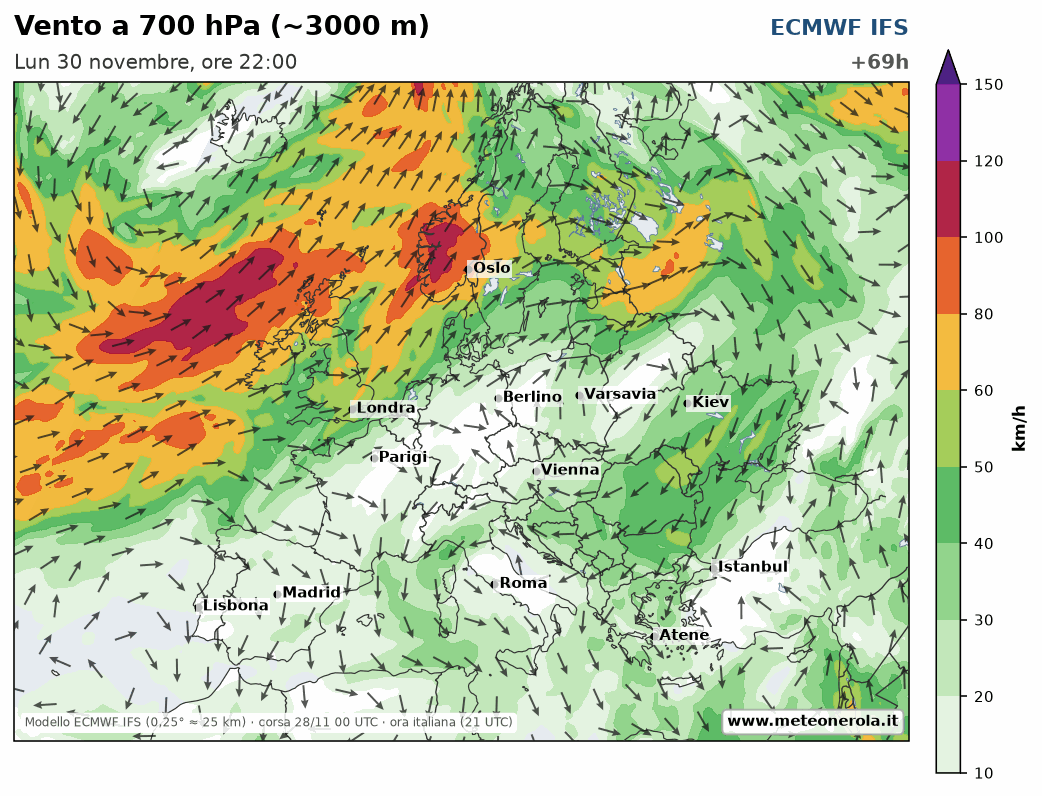 Vento a 700 hPa (~3000 m)
ECMWF IFS
Lun 30 novembre, ore 22:00
+69h
150
120
100
80
60
50
40
30
20
10
km/h
Oslo
Londra
Berlino
Varsavia
Kiev
Parigi
Vienna
Istanbul
Roma
Madrid
Lisbona
Atene
Modello ECMWF IFS (0,25° ≈ 25 km) · corsa 28/11 00 UTC · ora italiana (21 UTC)
www.meteonerola.it